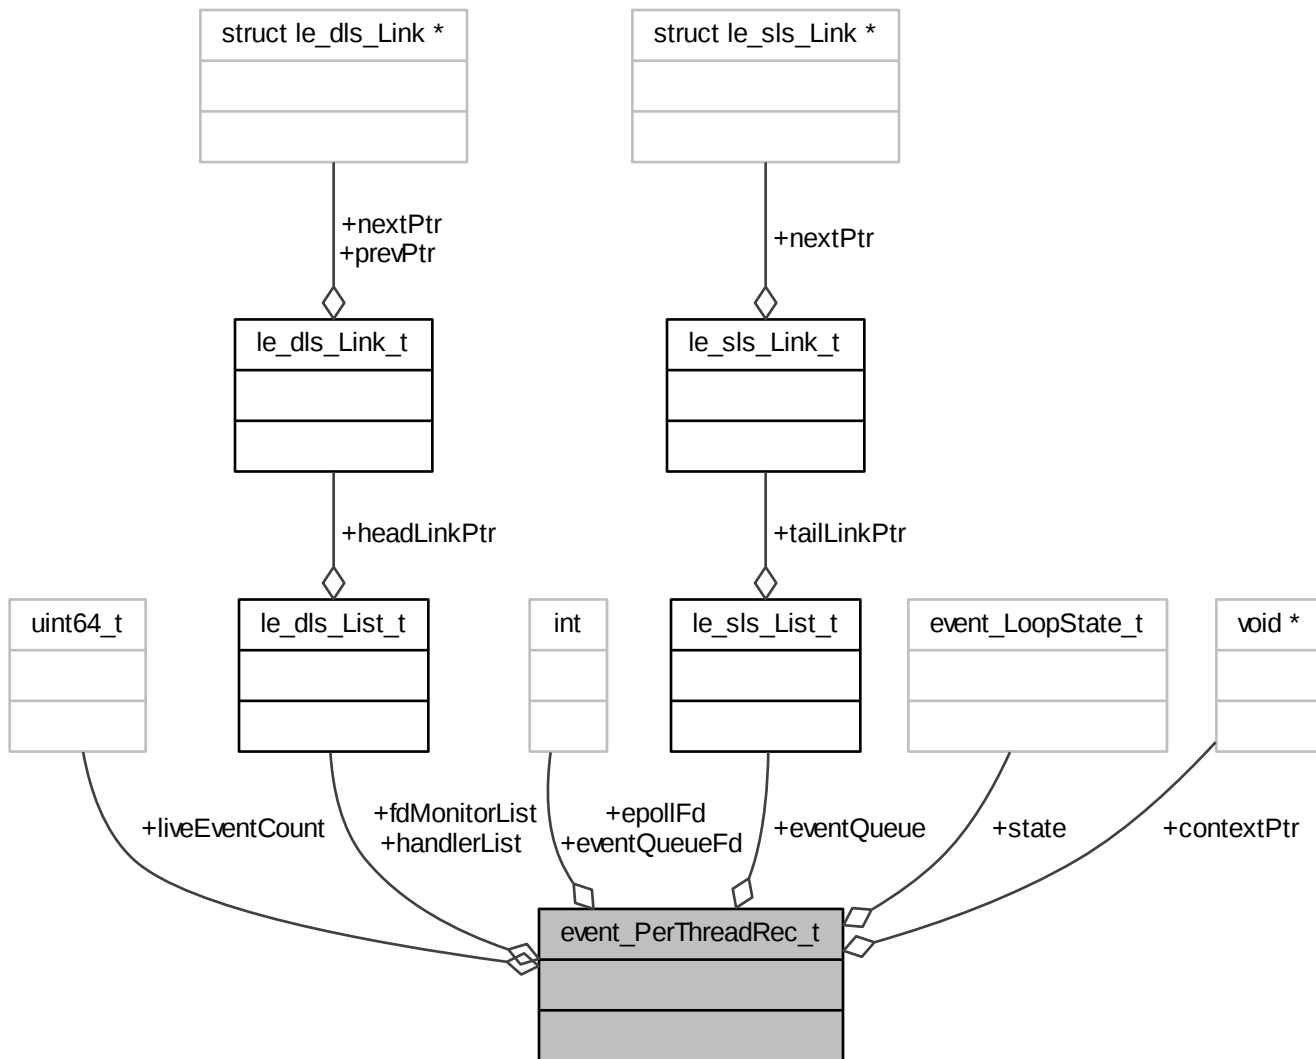 struct le_dls_Link *
struct le_sls_Link *
+nextPtr
+prevPtr
+nextPtr
le_dls_Link_t
le_sls_Link_t
+headLinkPtr
+tailLinkPtr
uint64_t
le_dls_List_t
int
le_sls_List_t
event_LoopState_t
void *
+liveEventCount
+fdMonitorList
+handlerList
+epollFd
+eventQueueFd
+eventQueue
+state
+contextPtr
event_PerThreadRec_t